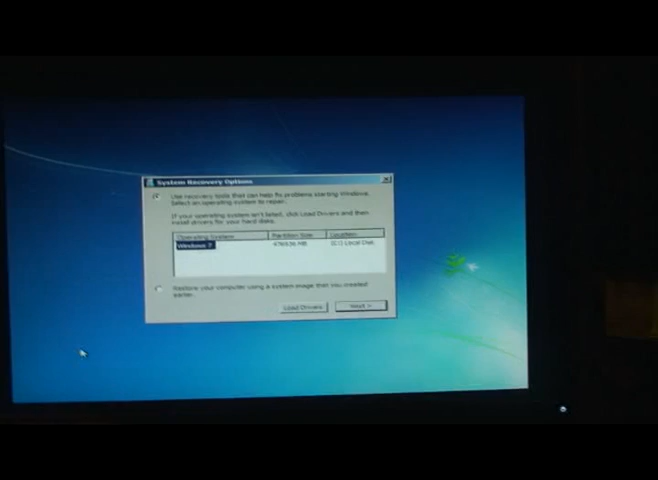 System Recovery Options
Use recovery tools that can help fix problems starting Windows.
Select an operating system to repair.
If your operating system isn't listed, click Load Drivers and then
install drivers for your hard disks.
Operating System Partition Size Location
Windows 7 MB Local Disk
Restore your computer using a system image that you created
earlier.
Load Drivers Next >